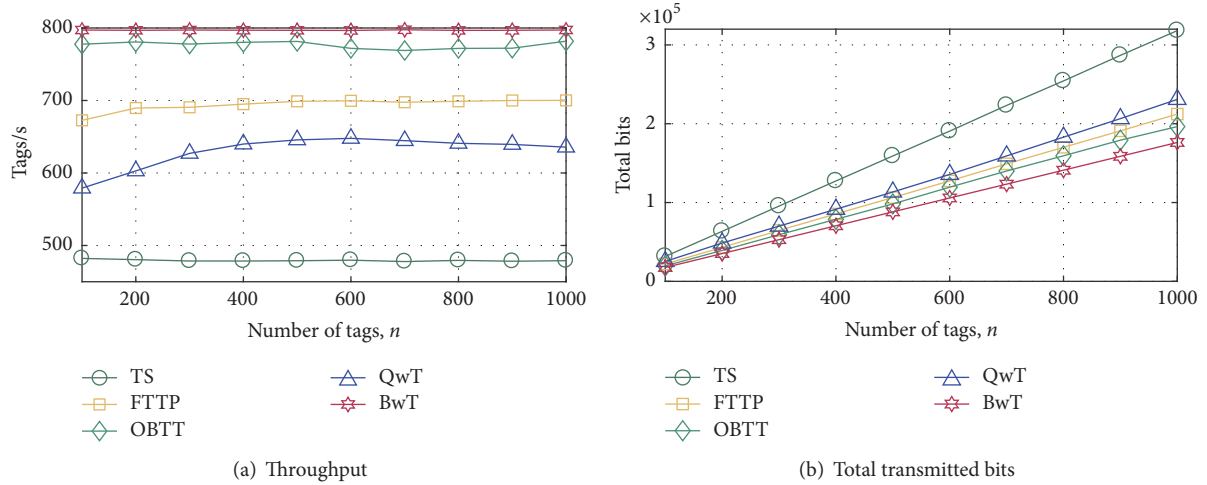 800
700
600
500
Tags/s
200
400
600
800
1000
Number of tags, n
TS
FTTP
OBTT
QwT
BwT
(a) Throughput
×10⁵
3
2
1
0
Total bits
200
400
600
800
1000
Number of tags, n
TS
FTTP
OBTT
QwT
BwT
(b) Total transmitted bits